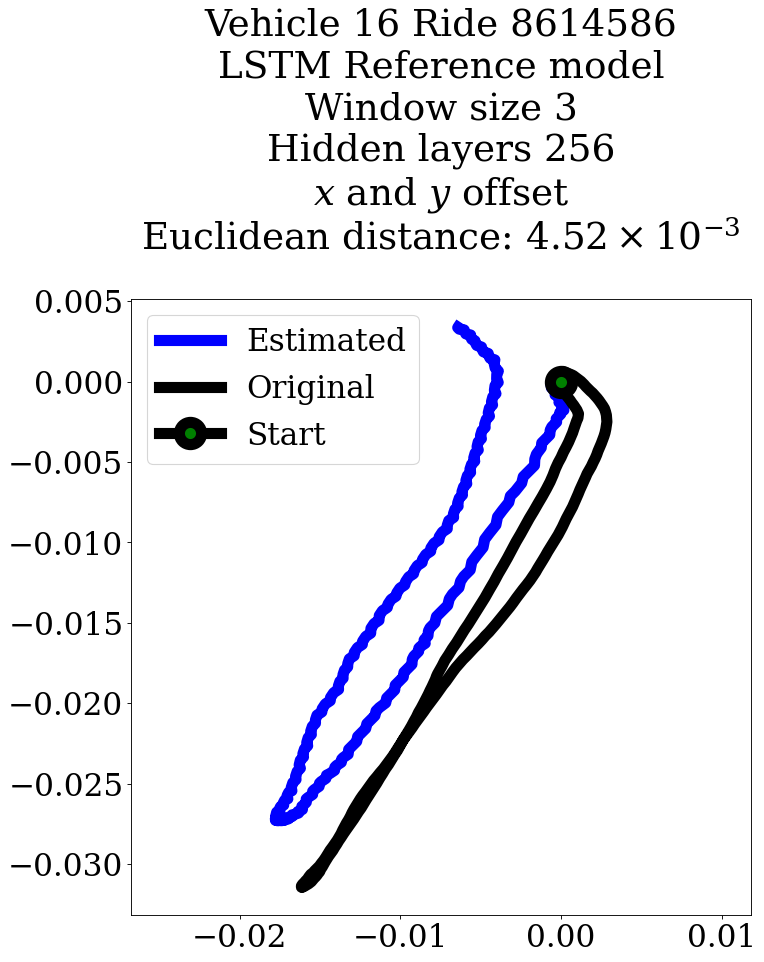 Vehicle 16 Ride 8614586
LSTM Reference model
Window size 3
Hidden layers 256
x and y offset
Euclidean distance: 4.52 × 10⁻³
0.005
0.000
−0.005
−0.010
−0.015
−0.020
−0.025
−0.030
Estimated
Original
Start
−0.02
−0.01
0.00
0.01